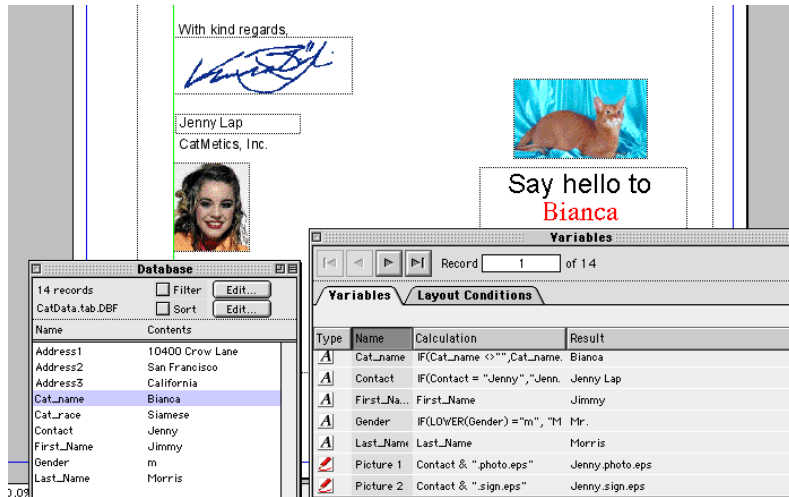 With kind regards,
Jenny Lap
CatMetics, Inc.
Say hello to
Bianca
Database
14 records Filter Edit...
CatData.tab.DBF Sort Edit...
Name Contents
Address1 10400 Crow Lane
Address2 San Francisco
Address3 California
Cat_name Bianca
Cat_race Siamese
Contact Jenny
First_Name Jimmy
Gender m
Last_Name Morris
Variables
Record 1 of 14
Variables Layout Conditions
Type Name Calculation Result
A Cat_name IF(Cat_name <>"",Cat_name. Bianca
A Contact IF(Contact = "Jenny","Jenn. Jenny Lap
A First_Na... First_Name Jimmy
A Gender IF(LOWER(Gender) ="m", "M Mr.
A Last_Name Last_Name Morris
Picture 1 Contact & ".photo.eps" Jenny.photo.eps
Picture 2 Contact & ".sign.eps" Jenny.sign.eps